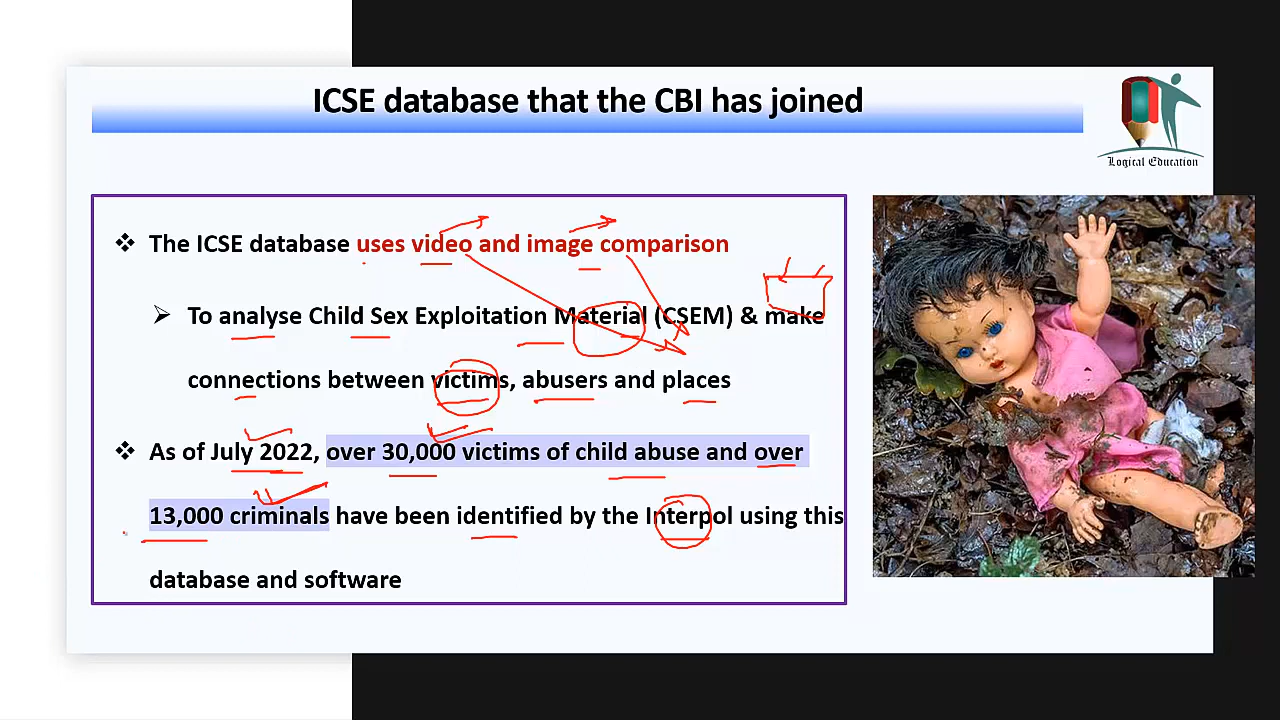 ICSE database that the CBI has joined
Logical Education
❖ The ICSE database uses video and image comparison
➢ To analyse Child Sex Exploitation Material (CSEM) & make
connections between victims, abusers and places
❖ As of July 2022, over 30,000 victims of child abuse and over
13,000 criminals have been identified by the Interpol using this
database and software